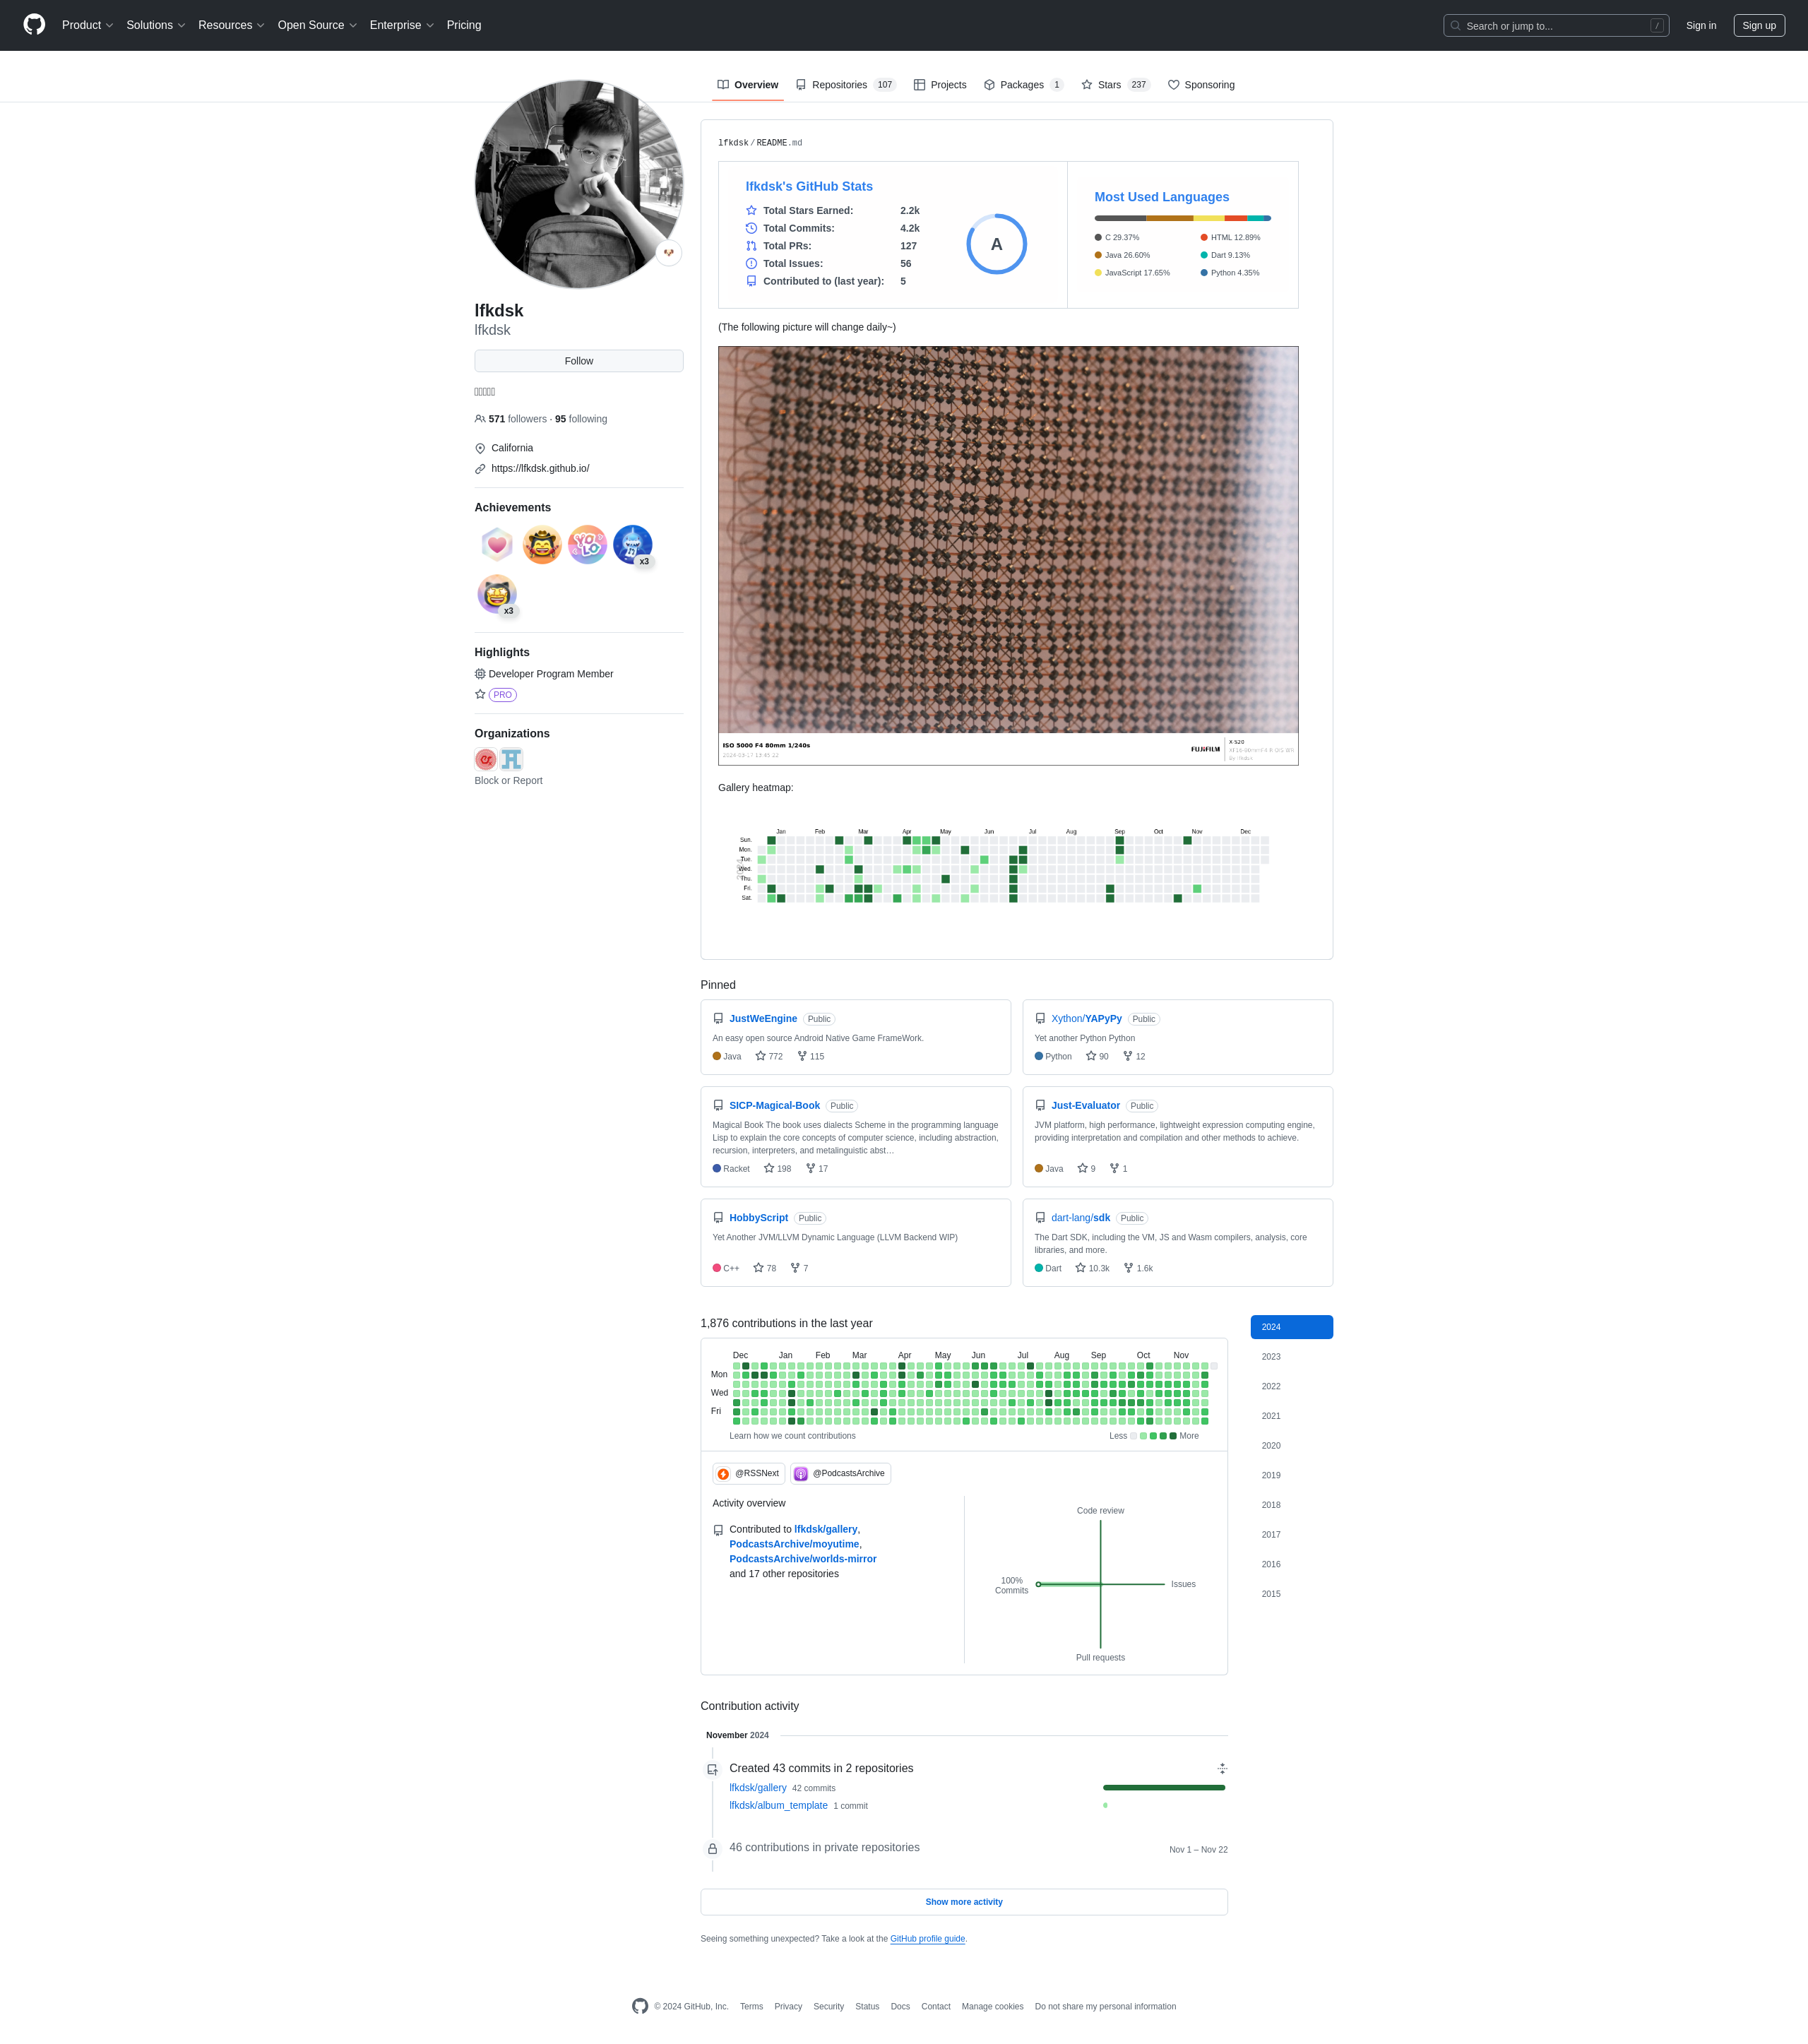 Product Solutions Resources Open Source Enterprise Pricing Search or jump to... / Sign in Sign up
Overview Repositories 107 Projects Packages 1 Stars 237 Sponsoring
lfkdsk
lfkdsk
Follow
571 followers · 95 following
California
https://lfkdsk.github.io/
Achievements
YOLO
x3
x3
Highlights
Developer Program Member
PRO
Organizations
Block or Report
lfkdsk/README.md
lfkdsk's GitHub Stats
Total Stars Earned: 2.2k
Total Commits: 4.2k
Total PRs: 127
Total Issues: 56
Contributed to (last year): 5
A
Most Used Languages
C 29.37% HTML 12.89%
Java 26.60% Dart 9.13%
JavaScript 17.65% Python 4.35%
(The following picture will change daily~)
ISO 5000 F4 80mm 1/240s
FUJIFILM
X-S20
Gallery heatmap:
Jan Feb Mar Apr May Jun Jul Aug Sep Oct Nov Dec
Sun.
Mon.
Tue.
Wed.
Thu.
Fri.
Sat.
Pinned
JustWeEngine Public
An easy open source Android Native Game FrameWork.
Java 772 115
Xython/YAPyPy Public
Yet another Python Python
Python 90 12
SICP-Magical-Book Public
Magical Book The book uses dialects Scheme in the programming language
Lisp to explain the core concepts of computer science, including abstraction,
recursion, interpreters, and metalinguistic abst…
Racket 198 17
Just-Evaluator Public
JVM platform, high performance, lightweight expression computing engine,
providing interpretation and compilation and other methods to achieve.
Java 9 1
HobbyScript Public
Yet Another JVM/LLVM Dynamic Language (LLVM Backend WIP)
C++ 78 7
dart-lang/sdk Public
The Dart SDK, including the VM, JS and Wasm compilers, analysis, core
libraries, and more.
Dart 10.3k 1.6k
1,876 contributions in the last year
Dec Jan Feb Mar Apr May Jun Jul Aug Sep Oct Nov
Mon
Wed
Fri
Learn how we count contributions Less More
@RSSNext @PodcastsArchive
Activity overview
Contributed to lfkdsk/gallery,
PodcastsArchive/moyutime,
PodcastsArchive/worlds-mirror
and 17 other repositories
Code review
100%
Commits
Issues
Pull requests
2024
2023
2022
2021
2020
2019
2018
2017
2016
2015
Contribution activity
November 2024
Created 43 commits in 2 repositories
lfkdsk/gallery 42 commits
lfkdsk/album_template 1 commit
46 contributions in private repositories Nov 1 – Nov 22
Show more activity
Seeing something unexpected? Take a look at the GitHub profile guide.
© 2024 GitHub, Inc. Terms Privacy Security Status Docs Contact Manage cookies Do not share my personal information